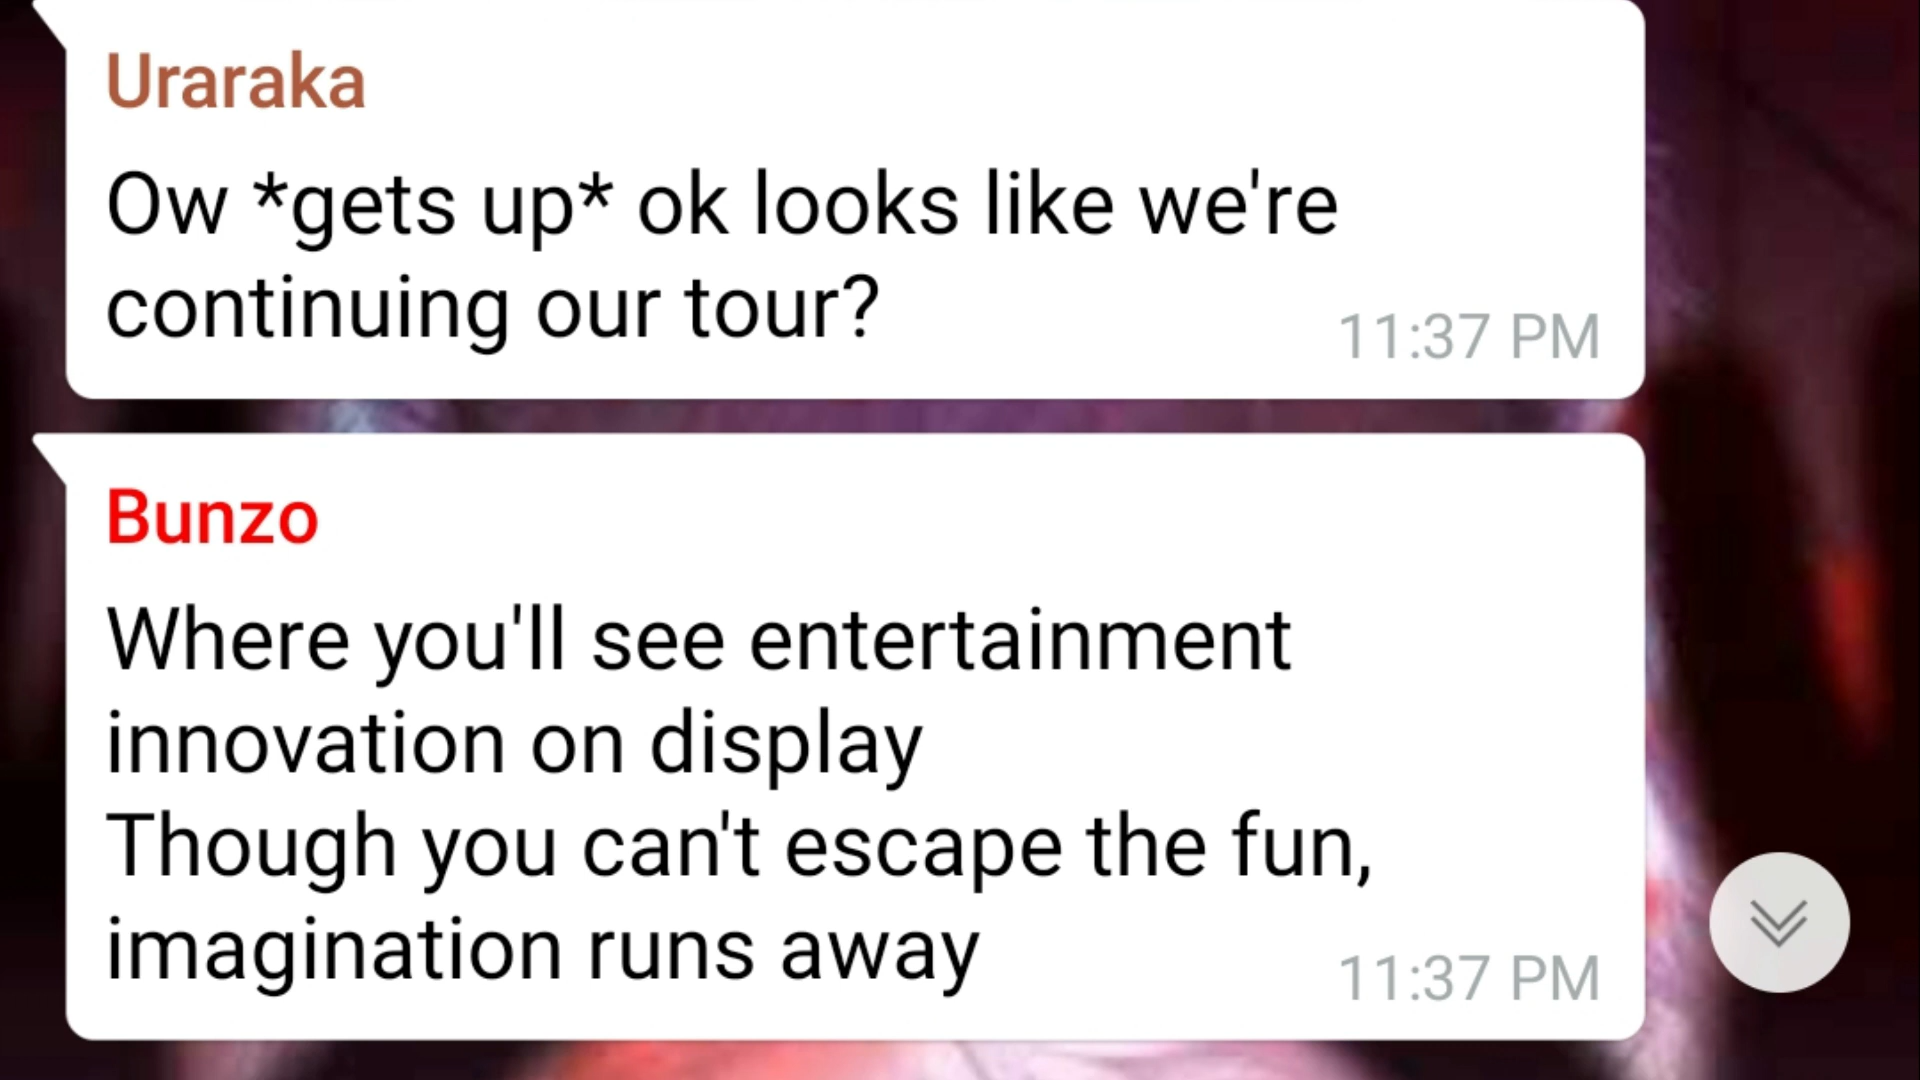 Uraraka
Ow *gets up* ok looks like we're
continuing our tour?
11:37 PM
Bunzo
Where you'll see entertainment
innovation on display
Though you can't escape the fun,
imagination runs away
11:37 PM